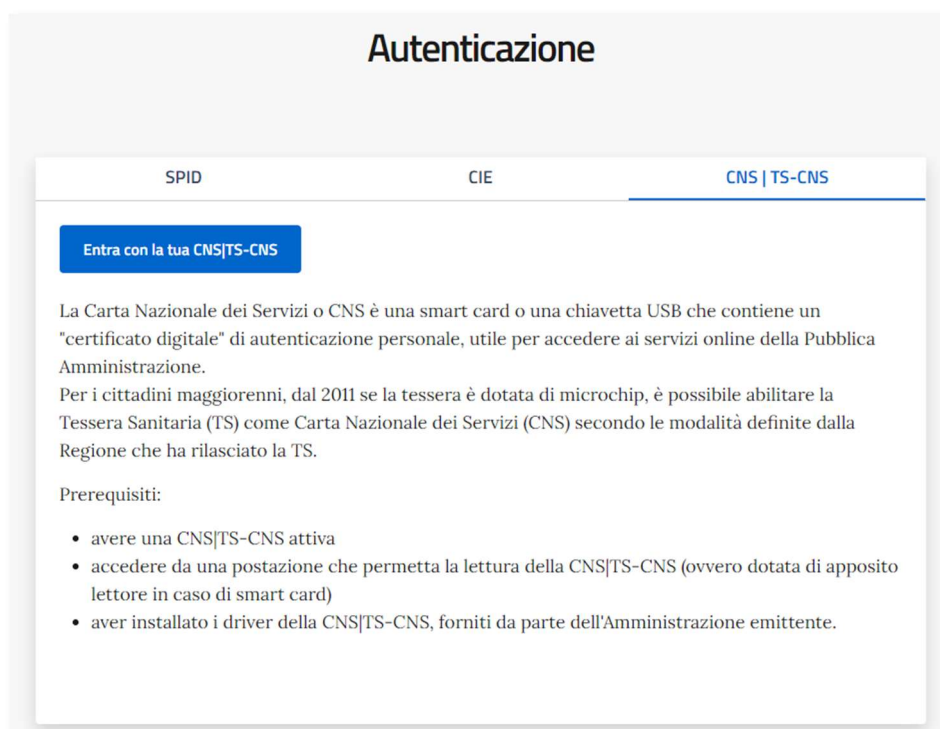 Autenticazione
SPID
CIE
CNS | TS-CNS
Entra con la tua CNS|TS-CNS
La Carta Nazionale dei Servizi o CNS è una smart card o una chiavetta USB che contiene un
"certificato digitale" di autenticazione personale, utile per accedere ai servizi online della Pubblica
Amministrazione.
Per i cittadini maggiorenni, dal 2011 se la tessera è dotata di microchip, è possibile abilitare la
Tessera Sanitaria (TS) come Carta Nazionale dei Servizi (CNS) secondo le modalità definite dalla
Regione che ha rilasciato la TS.
Prerequisiti:
• avere una CNS|TS-CNS attiva
• accedere da una postazione che permetta la lettura della CNS|TS-CNS (ovvero dotata di apposito
lettore in caso di smart card)
• aver installato i driver della CNS|TS-CNS, forniti da parte dell'Amministrazione emittente.